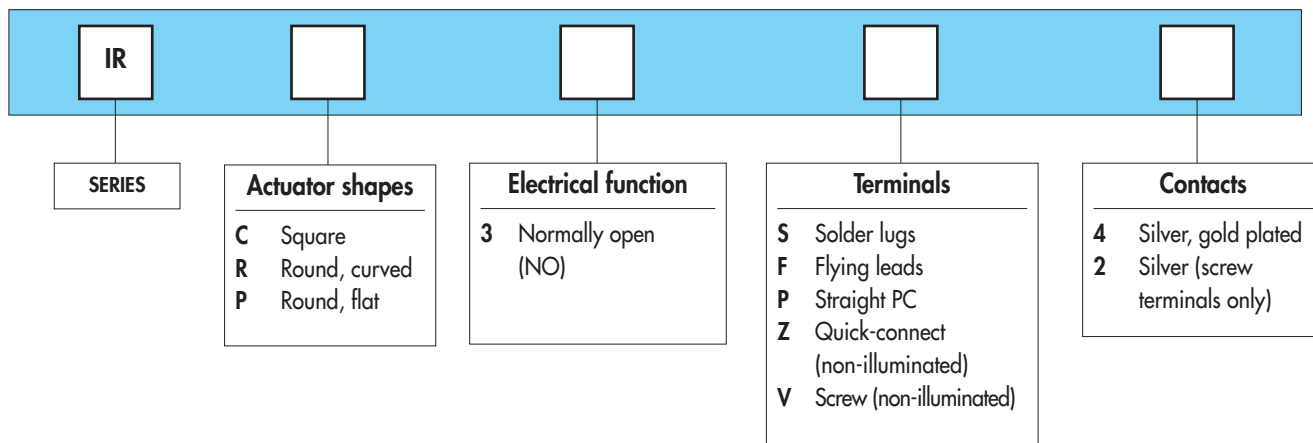 IR
SERIES
Actuator shapes
C Square
R Round, curved
P Round, flat
Electrical function
3 Normally open
(NO)
Terminals
S Solder lugs
F Flying leads
P Straight PC
Z Quick-connect
(non-illuminated)
V Screw (non-illuminated)
Contacts
4 Silver, gold plated
2 Silver (screw
terminals only)